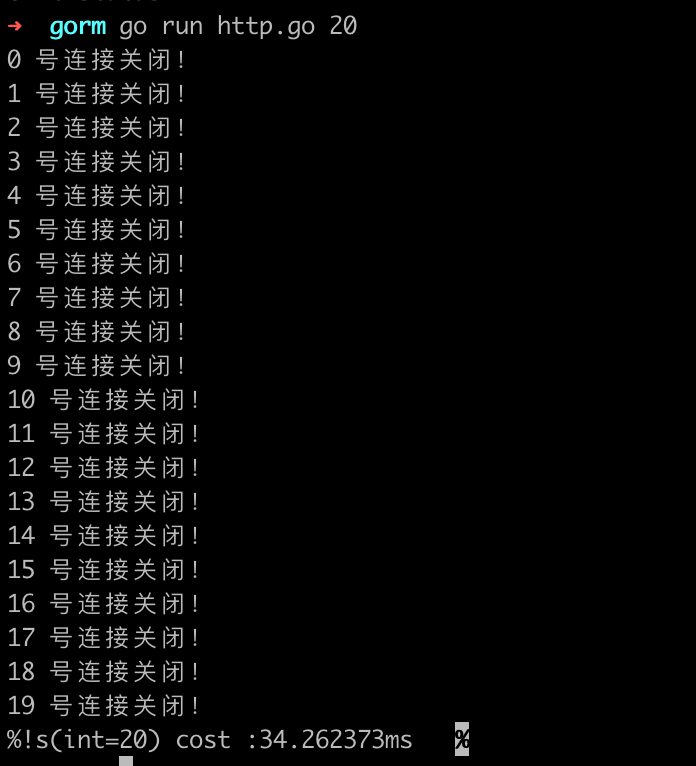 ➜  gorm go run http.go 20
0 号连接关闭!
1 号连接关闭!
2 号连接关闭!
3 号连接关闭!
4 号连接关闭!
5 号连接关闭!
6 号连接关闭!
7 号连接关闭!
8 号连接关闭!
9 号连接关闭!
10 号连接关闭!
11 号连接关闭!
12 号连接关闭!
13 号连接关闭!
14 号连接关闭!
15 号连接关闭!
16 号连接关闭!
17 号连接关闭!
18 号连接关闭!
19 号连接关闭!
%!s(int=20) cost :34.262373ms   %